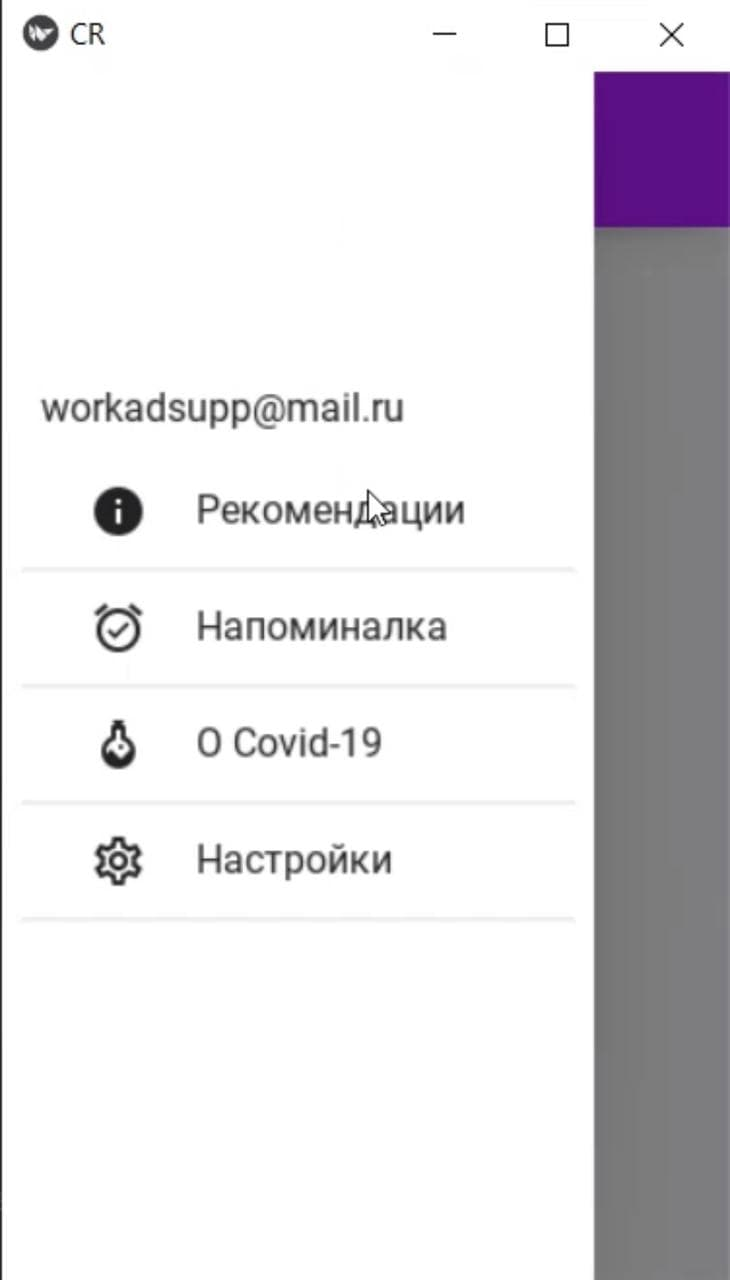 CR
workadsupp@mail.ru
Рекомендации
Напоминалка
О Covid-19
Настройки